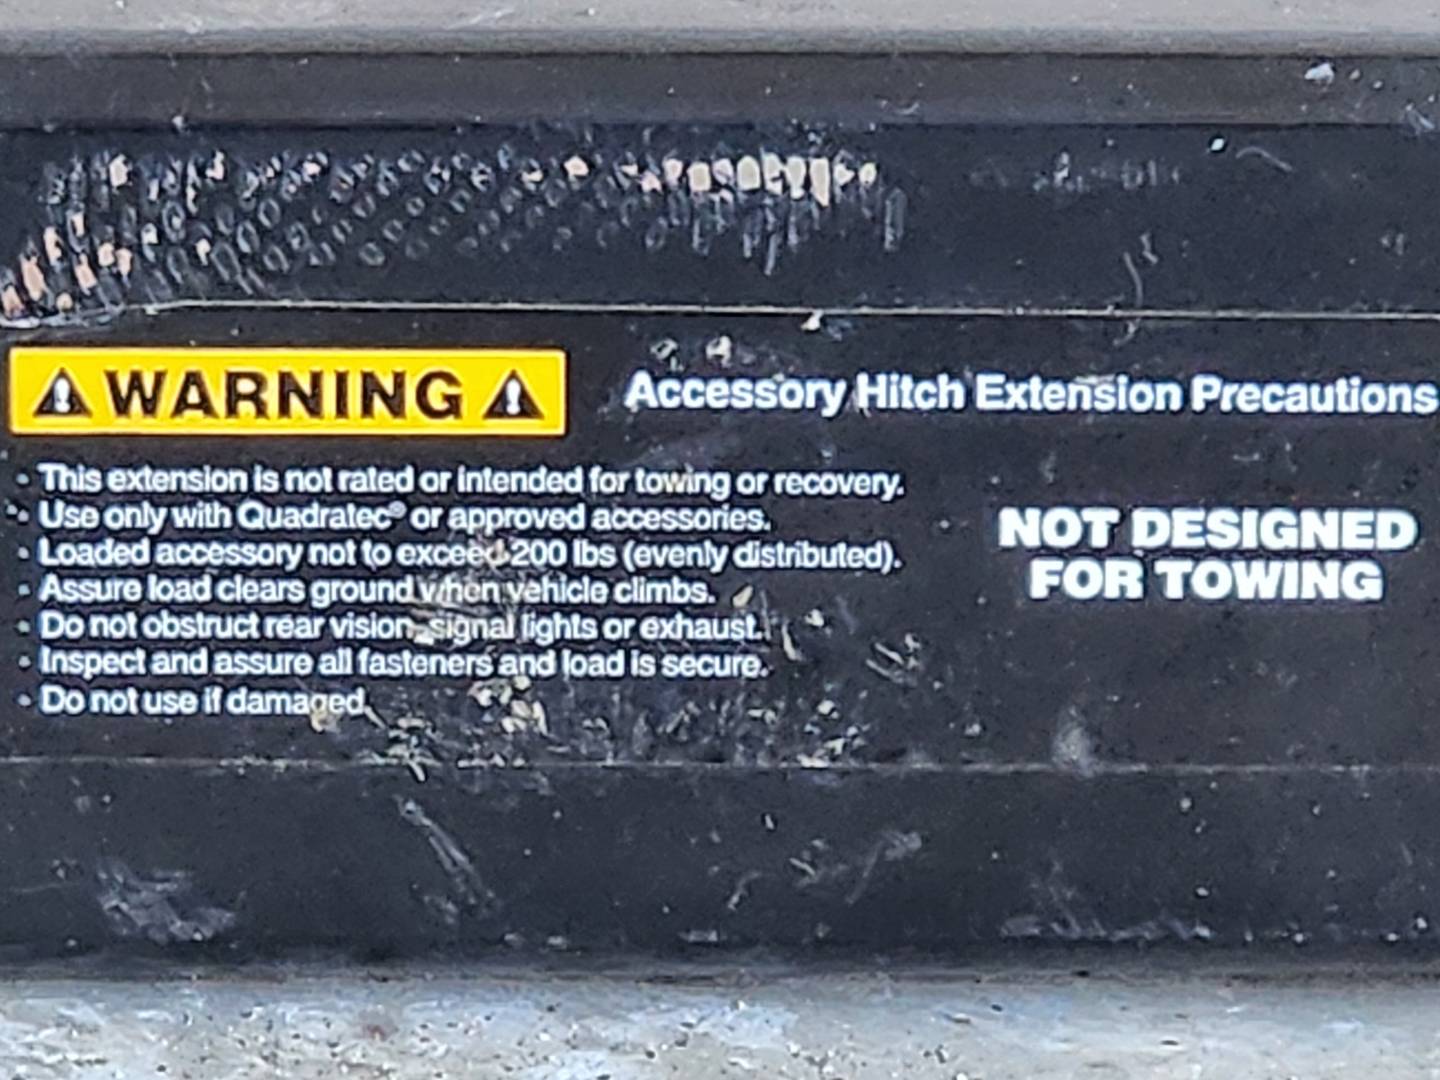 WARNING
Accessory Hitch Extension Precautions
• This extension is not rated or intended for towing or recovery.
• Use only with Quadratec® or approved accessories.
• Loaded accessory not to exceed 200 lbs (evenly distributed).
• Assure load clears ground when vehicle climbs.
• Do not obstruct rear vision, signal lights or exhaust.
• Inspect and assure all fasteners and load is secure.
• Do not use if damaged.
NOT DESIGNED
FOR TOWING